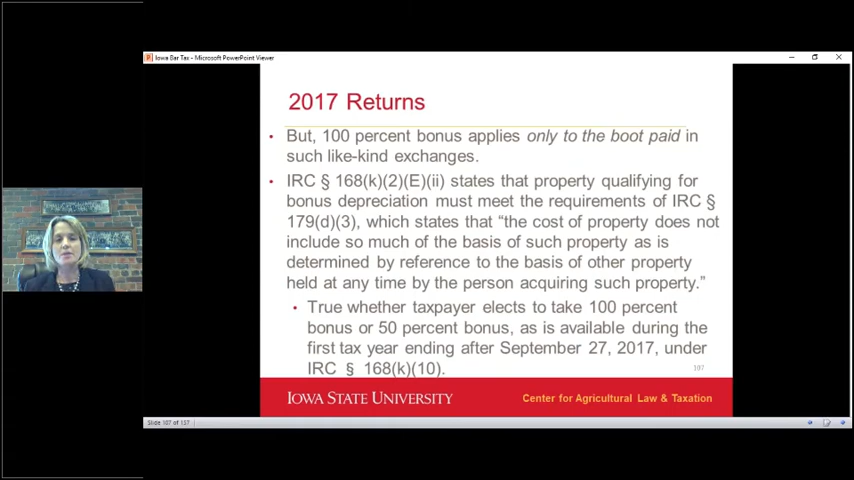 Iowa Bar Tax - Microsoft PowerPoint Viewer
2017 Returns
• But, 100 percent bonus applies only to the boot paid in
such like-kind exchanges.
• IRC § 168(k)(2)(E)(ii) states that property qualifying for
bonus depreciation must meet the requirements of IRC §
179(d)(3), which states that “the cost of property does not
include so much of the basis of such property as is
determined by reference to the basis of other property
held at any time by the person acquiring such property.”
• True whether taxpayer elects to take 100 percent
bonus or 50 percent bonus, as is available during the
first tax year ending after September 27, 2017, under
IRC § 168(k)(10).
107
IOWA STATE UNIVERSITY
Center for Agricultural Law & Taxation
Slide 107 of 157